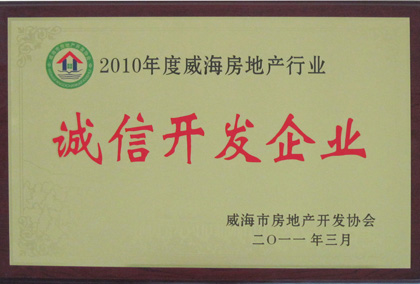 2010年度威海房地产行业
诚信开发企业
威海市房地产开发协会
二〇一一年三月